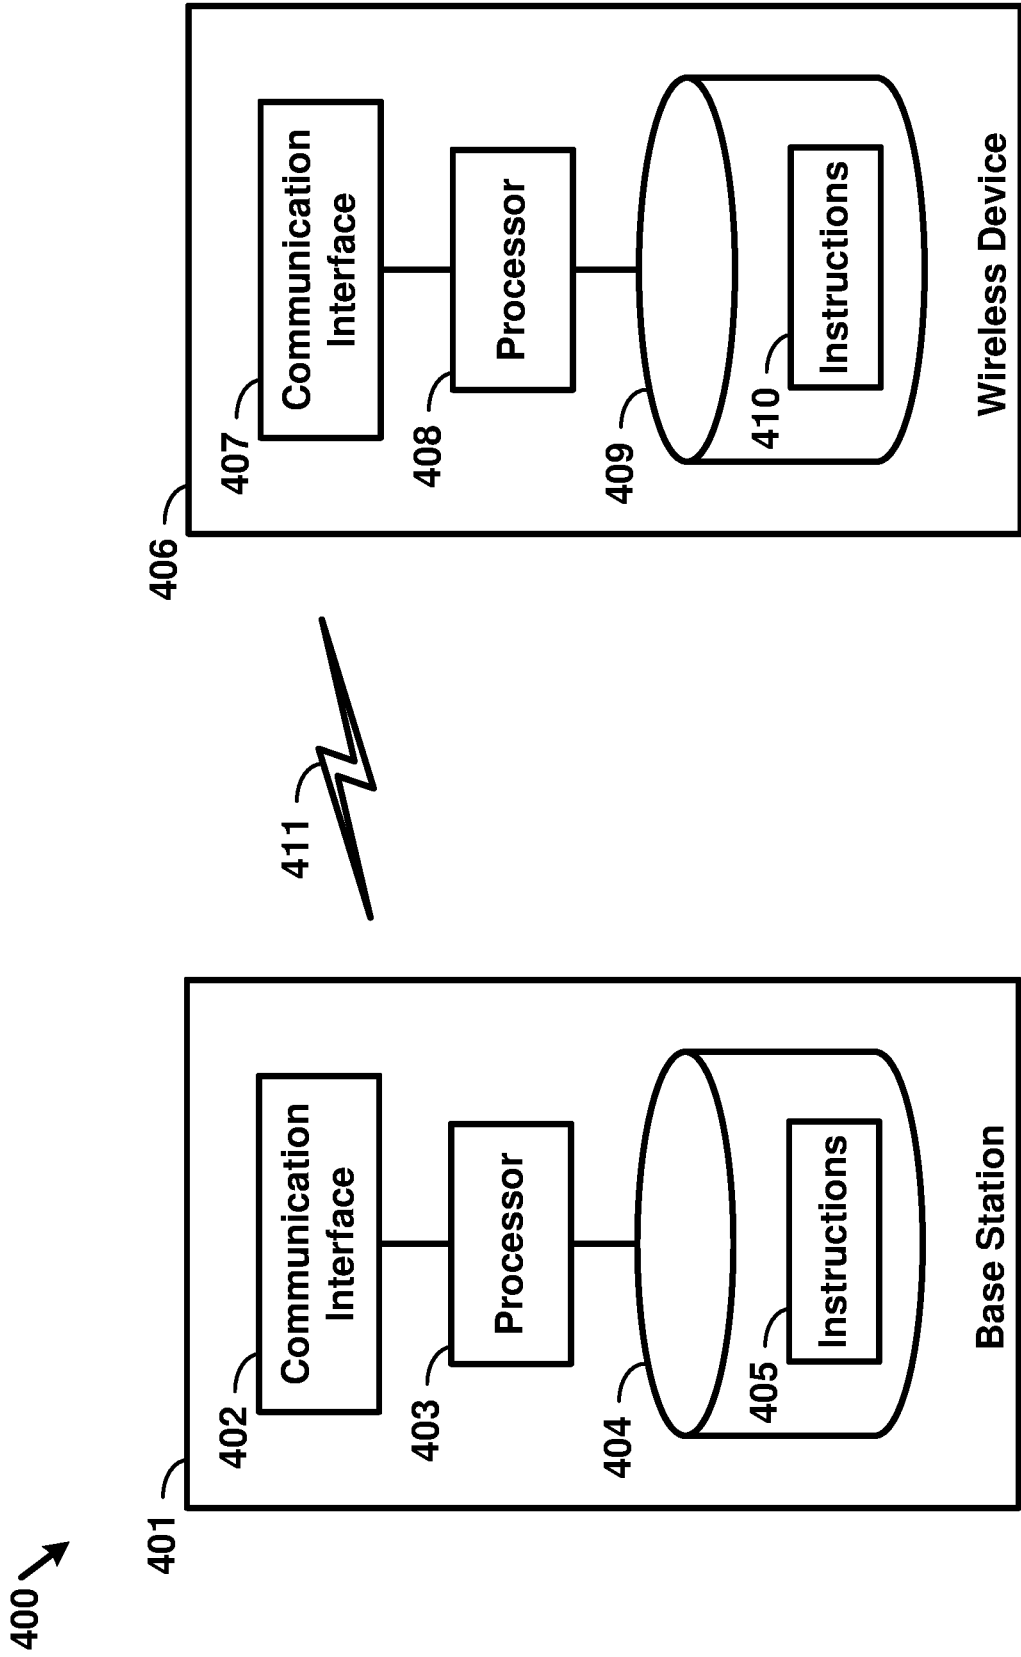 400
401
402
Communication
Interface
403
Processor
404
405
Instructions
Base Station
411
406
407
Communication
Interface
408
Processor
409
410
Instructions
Wireless Device